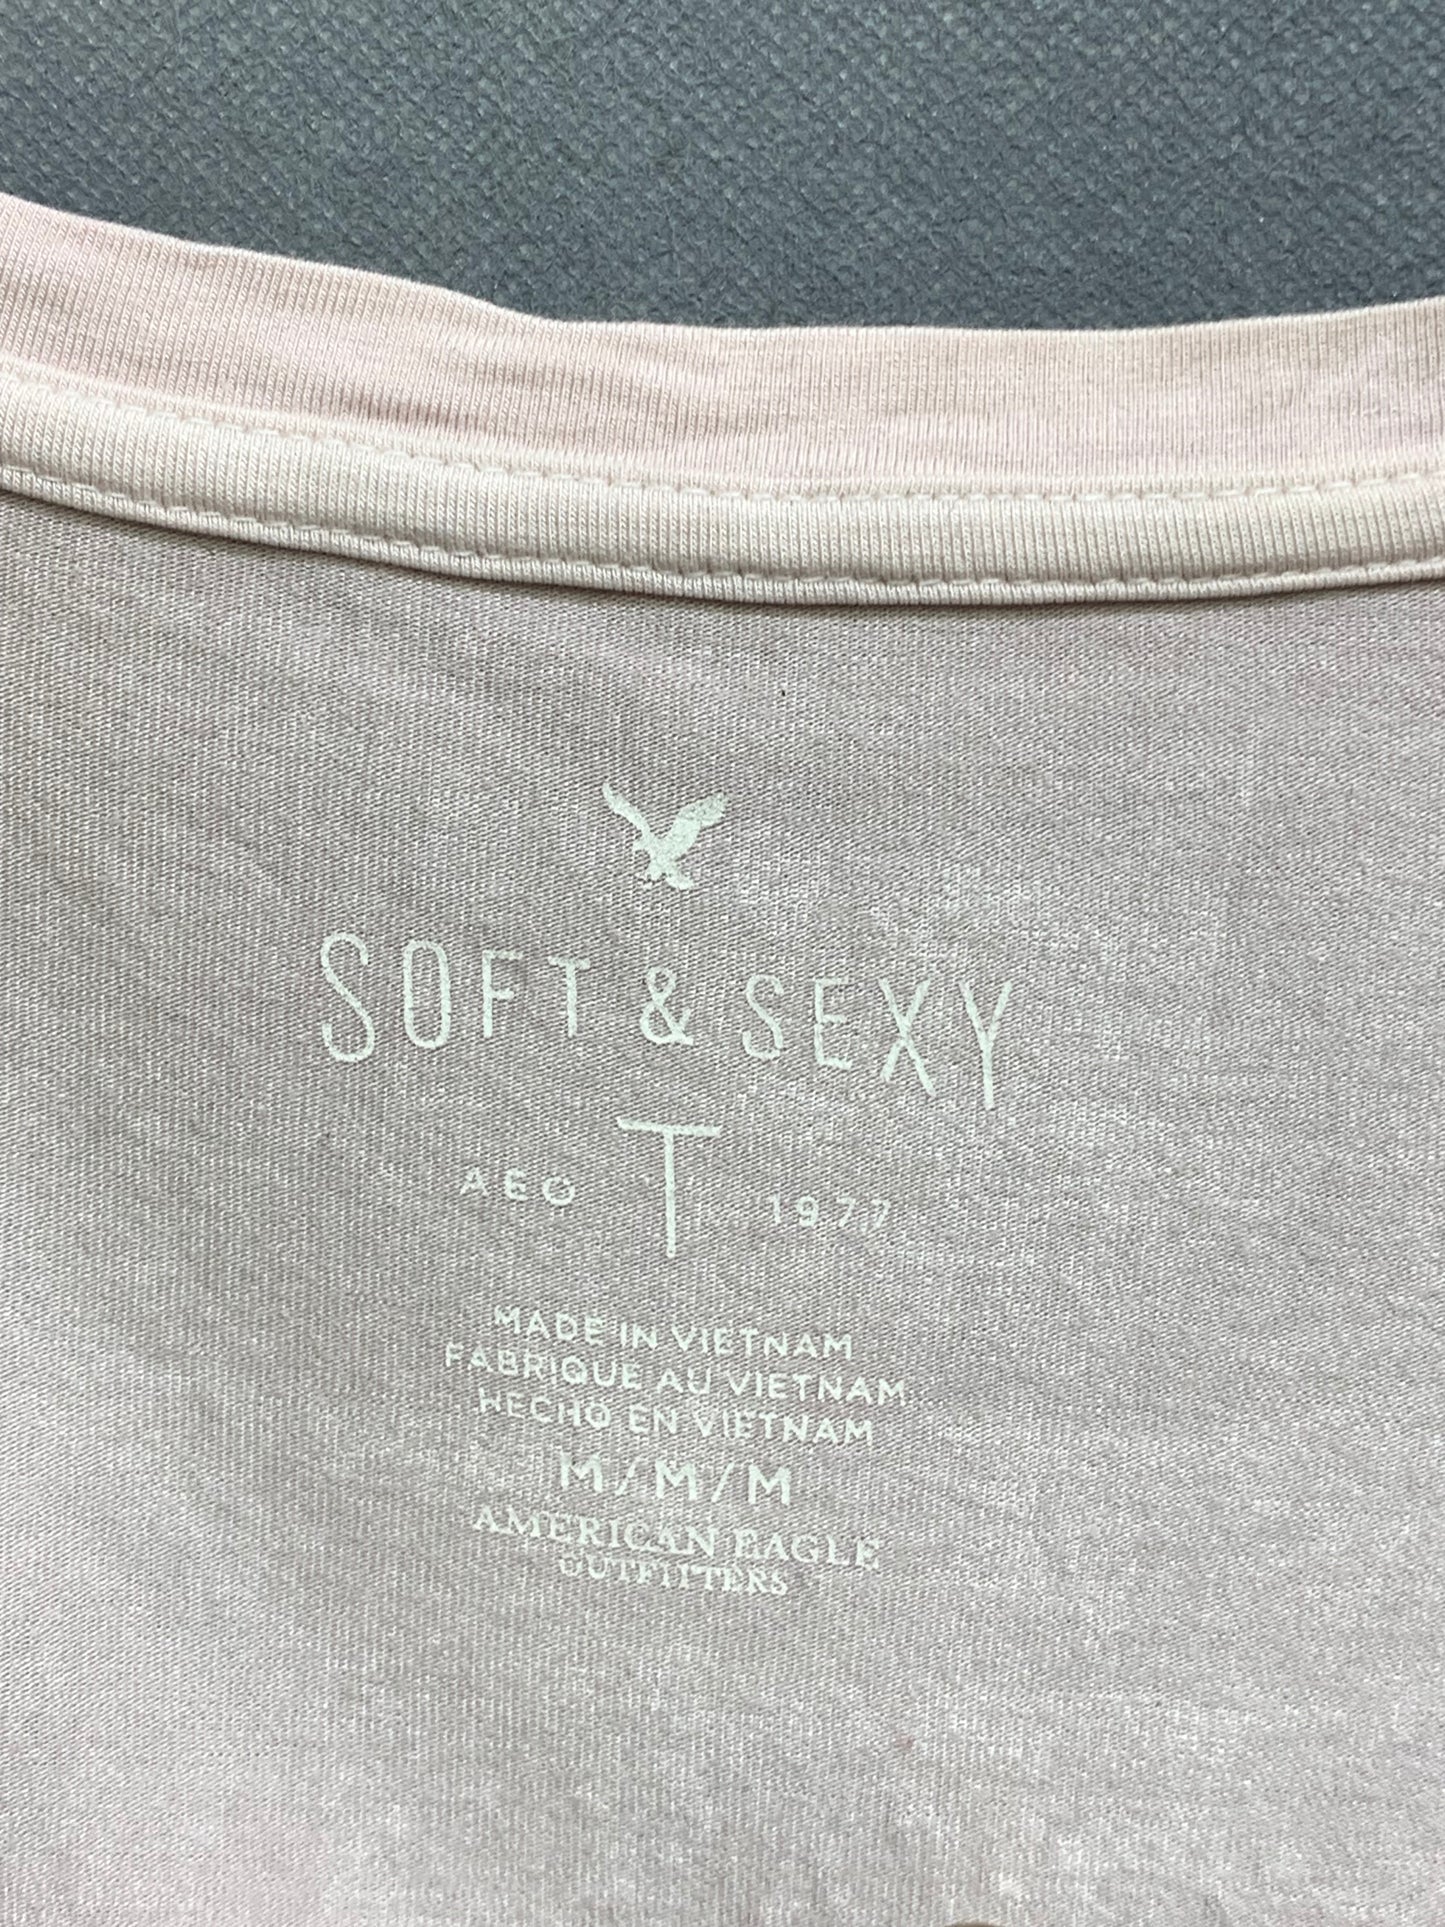 SOFT & SEXY
AEO T 1977
MADE IN VIETNAM
FABRIQUE AU VIETNAM
HECHO EN VIETNAM
M/M/M
AMERICAN EAGLE
OUTFITTERS